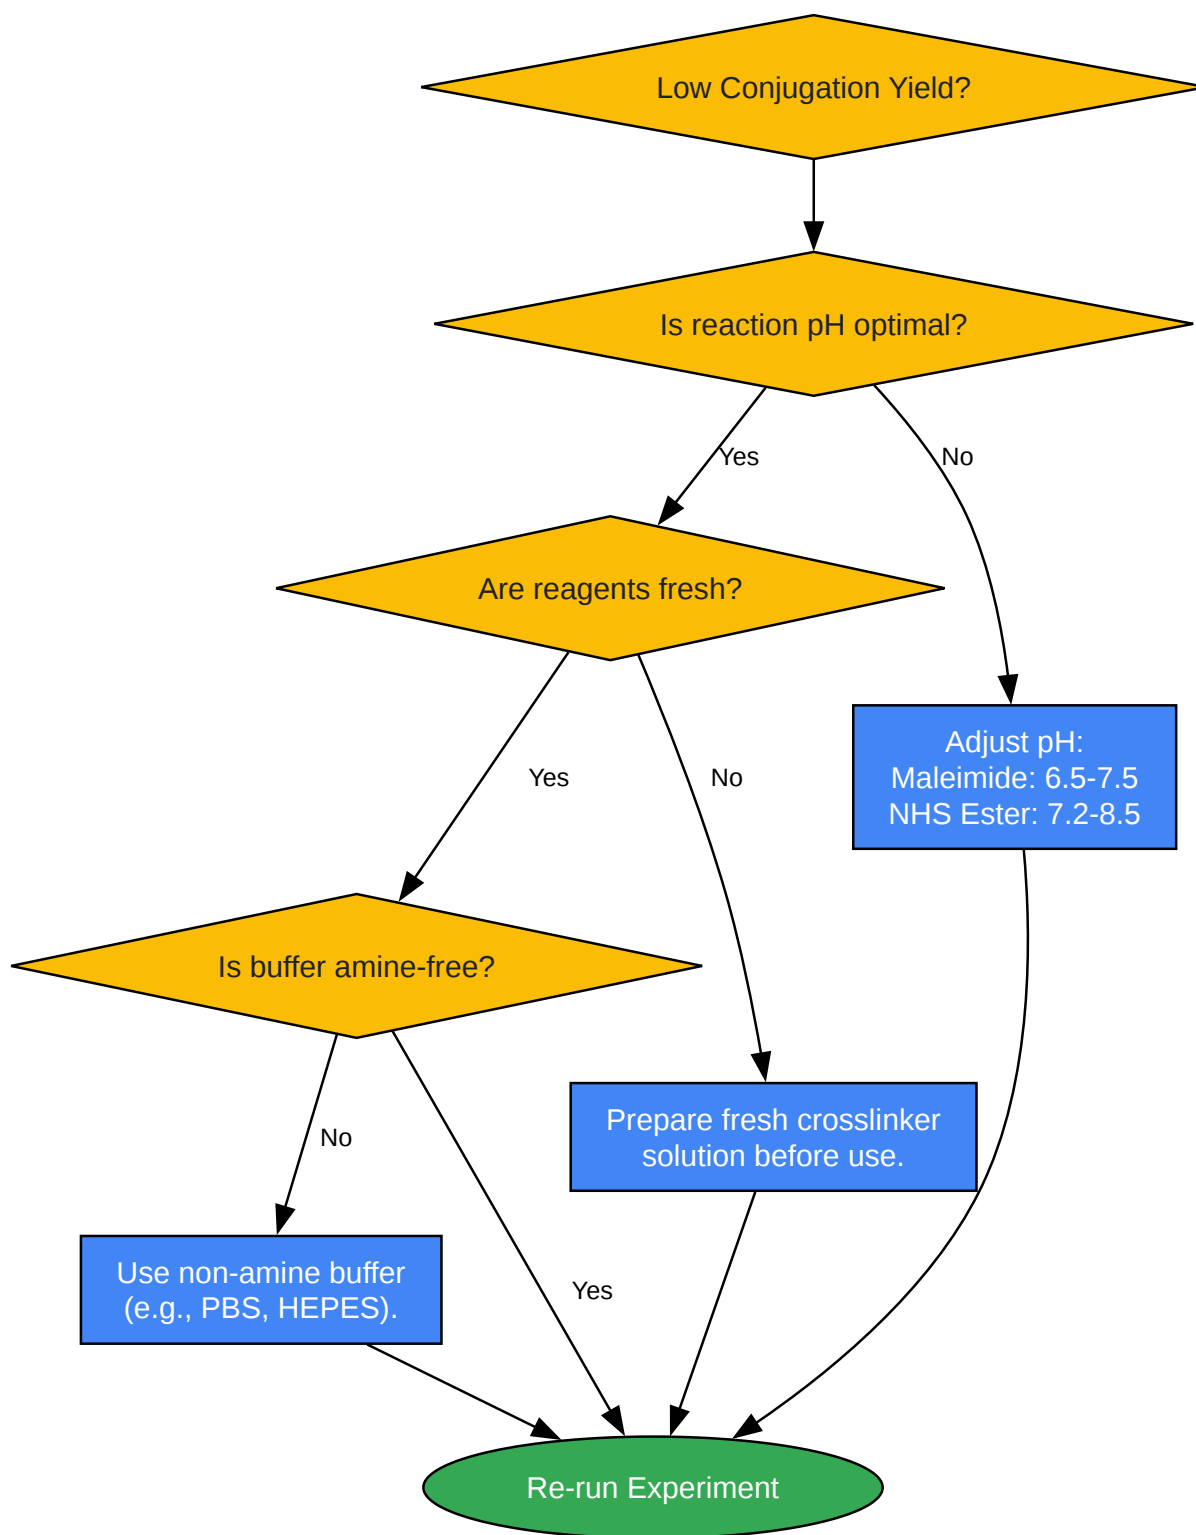 Low Conjugation Yield?
Is reaction pH optimal?
Yes
No
Are reagents fresh?
Adjust pH:
Maleimide: 6.5-7.5
NHS Ester: 7.2-8.5
Yes
No
Is buffer amine-free?
Prepare fresh crosslinker
solution before use.
No
Use non-amine buffer
(e.g., PBS, HEPES).
Yes
Re-run Experiment